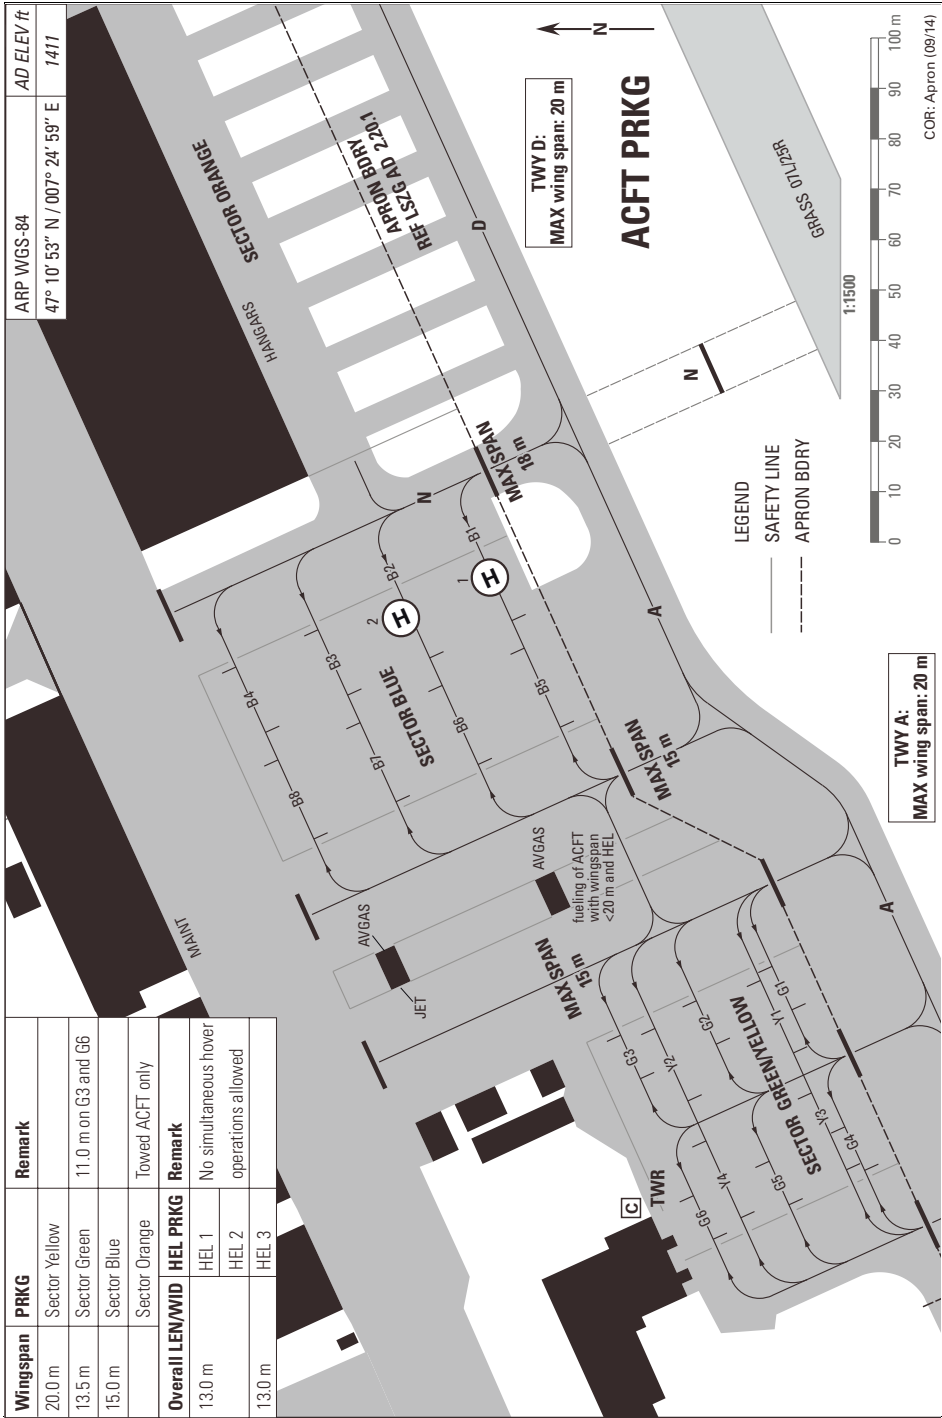 ARP WGS-84
AD ELEV ft
47° 10' 53" N / 007° 24' 59" E
1411
Wingspan
PRKG
Remark
20.0 m
Sector Yellow
13.5 m
Sector Green
11.0 m on G3 and G6
15.0 m
Sector Blue
Sector Orange
Towed ACFT only
Overall LEN/WID
HEL PRKG
Remark
13.0 m
HEL 1
No simultaneous hover
HEL 2
operations allowed
13.0 m
HEL 3
MAINT
HANGARS
SECTOR ORANGE
APRON BDRY
REF LSZG AD 2.20.1
D
N
TWY D:
MAX wing span: 20 m
ACFT PRKG
GRASS 07L/25R
N
N
MAX SPAN
18 m
B1
B2
B3
B4
B5
B6
B7
B8
1
H
2
H
SECTOR BLUE
MAX SPAN
15 m
A
AVGAS
JET
AVGAS
fueling of ACFT
with wingspan
<20 m and HEL
MAX SPAN
15 m
G3
Y2
G2
Y1
G1
SECTOR GREEN/YELLOW
G6
Y4
G5
Y3
G4
C
TWR
A
TWY A:
MAX wing span: 20 m
LEGEND
SAFETY LINE
APRON BDRY
1:1500
0
10
20
30
40
50
60
70
80
90
100 m
COR: Apron (09/14)